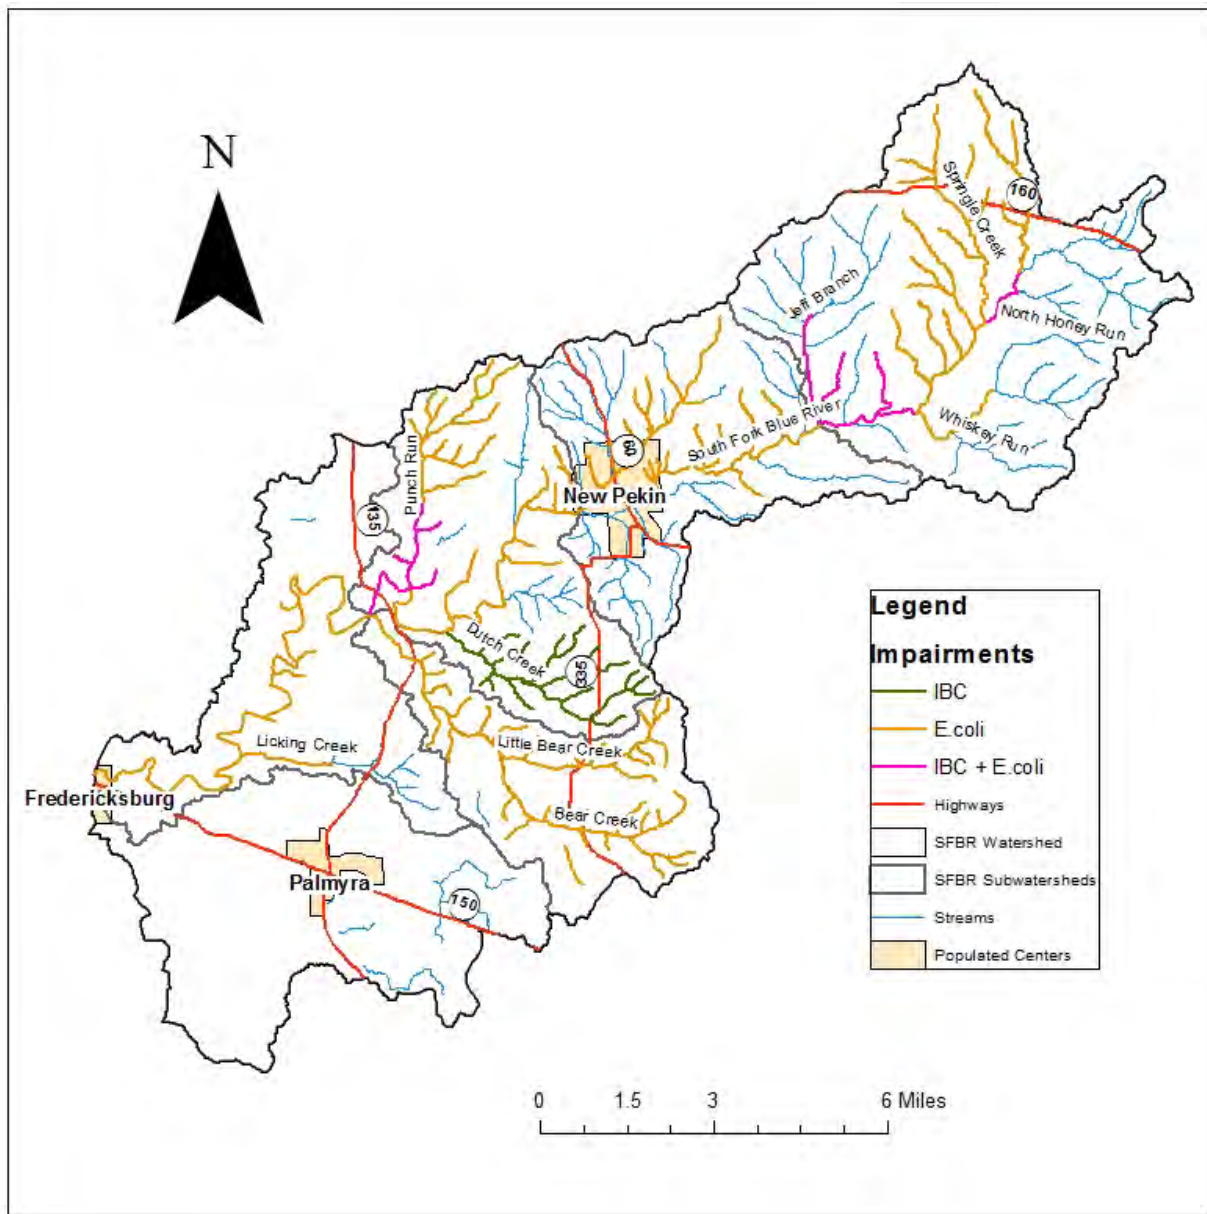 N
Springle Creek
160
Jeff Branch
North Honey Run
South Fork Blue River
Whiskey Run
Punch Run
60
New Pekin
135
Dutch Creek
335
Licking Creek
Little Bear Creek
Fredericksburg
Bear Creek
Palmyra
150
Legend
Impairments
IBC
E.coli
IBC + E.coli
Highways
SFBR Watershed
SFBR Subwatersheds
Streams
Populated Centers
0 1.5 3 6 Miles